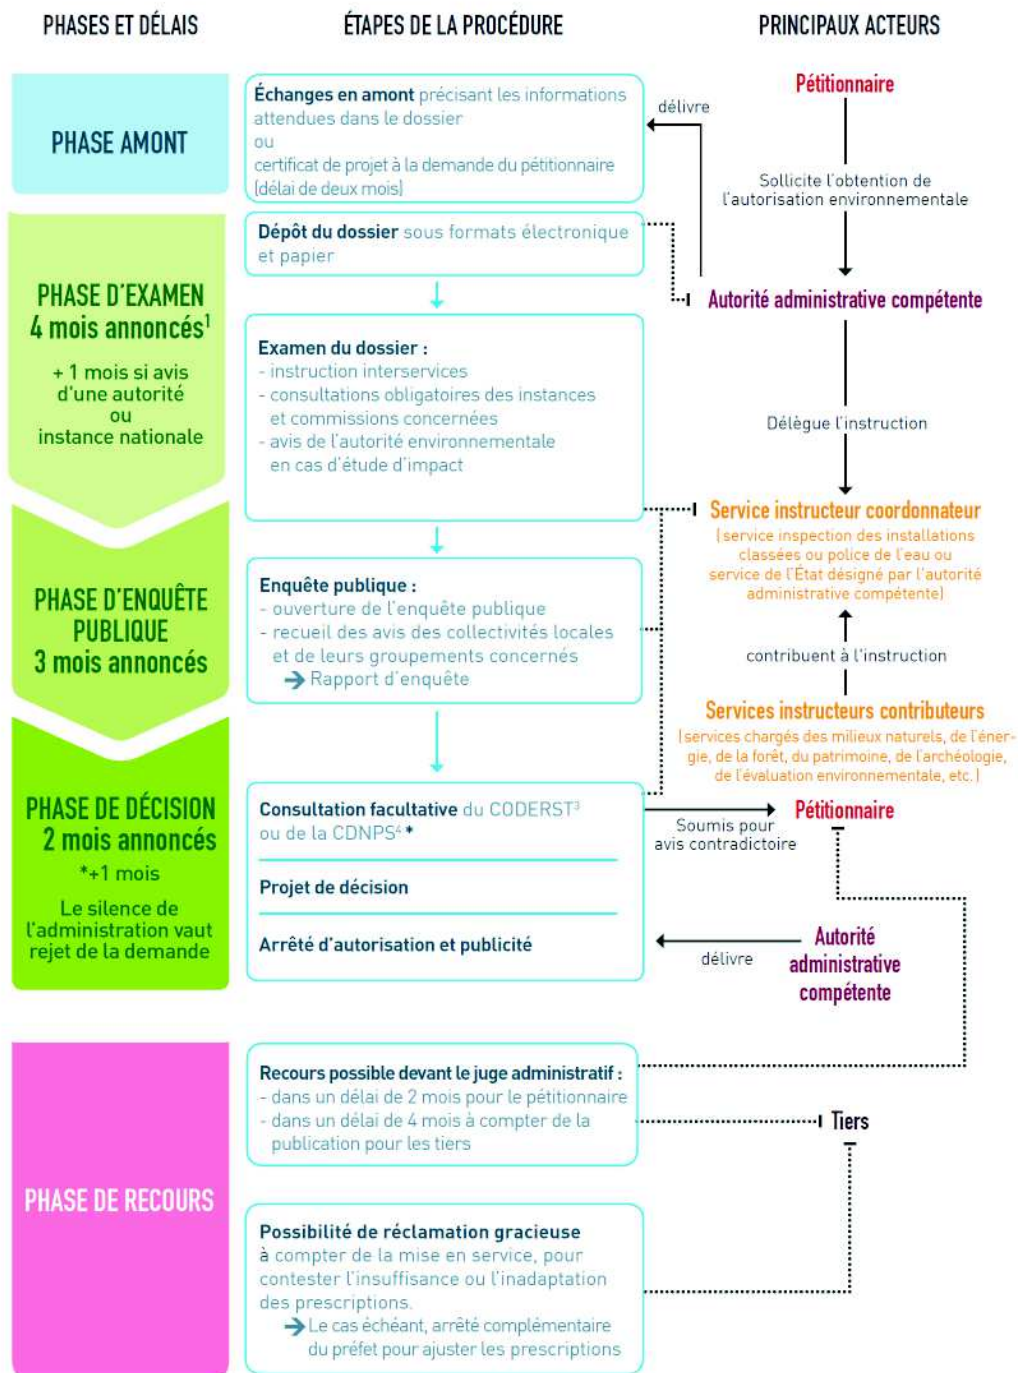 PHASES ET DÉLAIS
ÉTAPES DE LA PROCÉDURE
PRINCIPAUX ACTEURS
PHASE AMONT
Échanges en amont précisant les informations
attendues dans le dossier
ou
certificat de projet à la demande du pétitionnaire
(délai de deux mois)
délivre
Pétitionnaire
Sollicite l'obtention de
l'autorisation environnementale
PHASE D'EXAMEN
4 mois annoncés¹
+ 1 mois si avis
d'une autorité
ou
instance nationale
Dépôt du dossier sous formats électronique
et papier
Autorité administrative compétente
Examen du dossier :
- instruction interservices
- consultations obligatoires des instances
et commissions concernées
- avis de l'autorité environnementale
en cas d'étude d'impact
Délègue l'instruction
Service instructeur coordonnateur
(service inspection des installations
classées ou police de l'eau ou
service de l'État désigné par l'autorité
administrative compétente)
PHASE D'ENQUÊTE
PUBLIQUE
3 mois annoncés
Enquête publique :
- ouverture de l'enquête publique
- recueil des avis des collectivités locales
et de leurs groupements concernés
→ Rapport d'enquête
contribuent à l'instruction
Services instructeurs contributeurs
(services chargés des milieux naturels, de l'éner-
gie, de la forêt, du patrimoine, de l'archéologie,
de l'évaluation environnementale, etc.)
PHASE DE DÉCISION
2 mois annoncés
*+1 mois
Le silence de
l'administration vaut
rejet de la demande
Consultation facultative du CODERST³
ou de la CDNPS⁴ *
Projet de décision
Arrêté d'autorisation et publicité
Soumis pour
avis contradictoire
Pétitionnaire
délivre
Autorité
administrative
compétente
PHASE DE RECOURS
Recours possible devant le juge administratif :
- dans un délai de 2 mois pour le pétitionnaire
- dans un délai de 4 mois à compter de la
publication pour les tiers
Tiers
Possibilité de réclamation gracieuse
à compter de la mise en service, pour
contester l'insuffisance ou l'inadaptation
des prescriptions.
→ Le cas échéant, arrêté complémentaire
du préfet pour ajuster les prescriptions